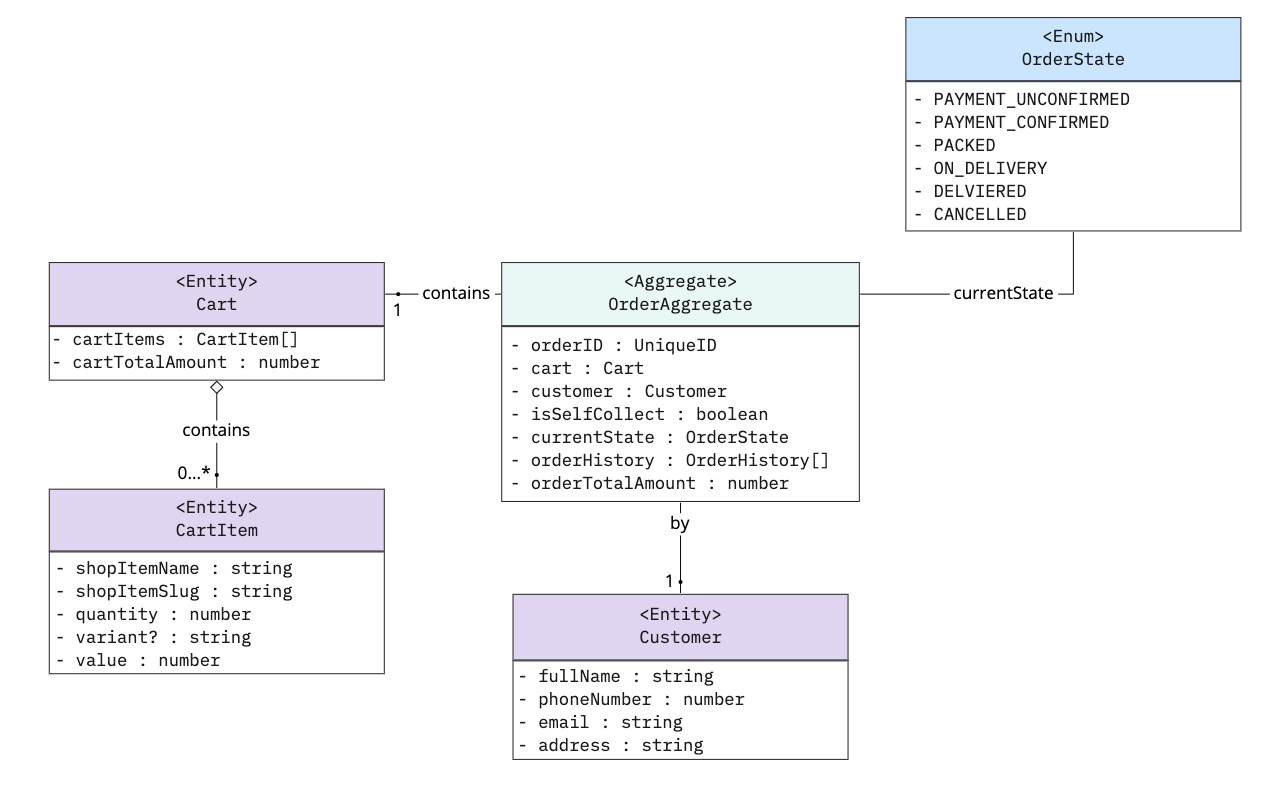 <Enum>
OrderState
- PAYMENT_UNCONFIRMED
- PAYMENT_CONFIRMED
- PACKED
- ON_DELIVERY
- DELVIERED
- CANCELLED
<Entity>
Cart
- cartItems : CartItem[]
- cartTotalAmount : number
contains
1
<Aggregate>
OrderAggregate
- orderID : UniqueID
- cart : Cart
- customer : Customer
- isSelfCollect : boolean
- currentState : OrderState
- orderHistory : OrderHistory[]
- orderTotalAmount : number
currentState
contains
0...*
<Entity>
CartItem
- shopItemName : string
- shopItemSlug : string
- quantity : number
- variant? : string
- value : number
by
1
<Entity>
Customer
- fullName : string
- phoneNumber : number
- email : string
- address : string